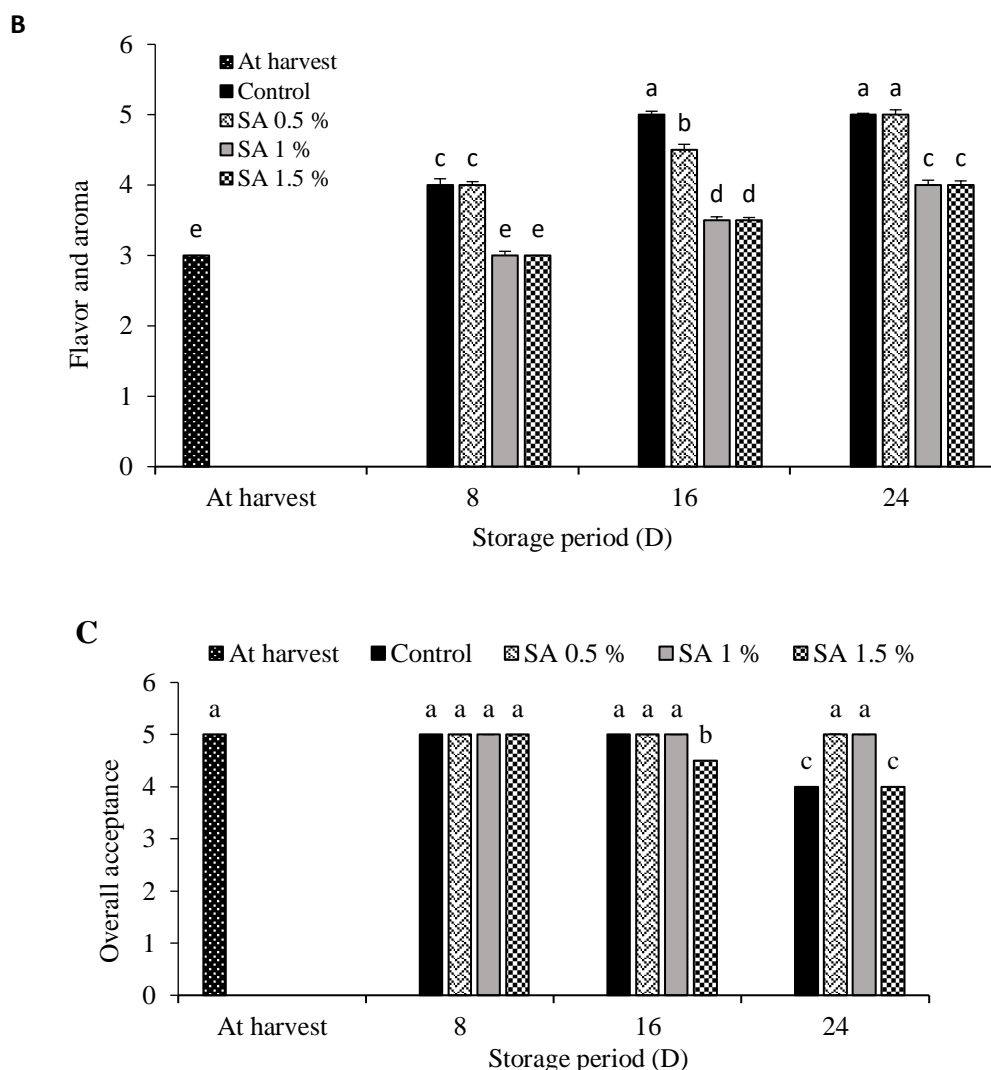 B
6
5
4
3
2
1
0
Flavor and aroma
At harvest
Control
SA 0.5 %
SA 1 %
SA 1.5 %
e
c c e e
a b d d
a a c c
At harvest 8 16 24
Storage period (D)
C
At harvest Control SA 0.5 % SA 1 % SA 1.5 %
6
5
4
3
2
1
0
Overall acceptance
a
a a a a
a a a b
c a a c
At harvest 8 16 24
Storage period (D)